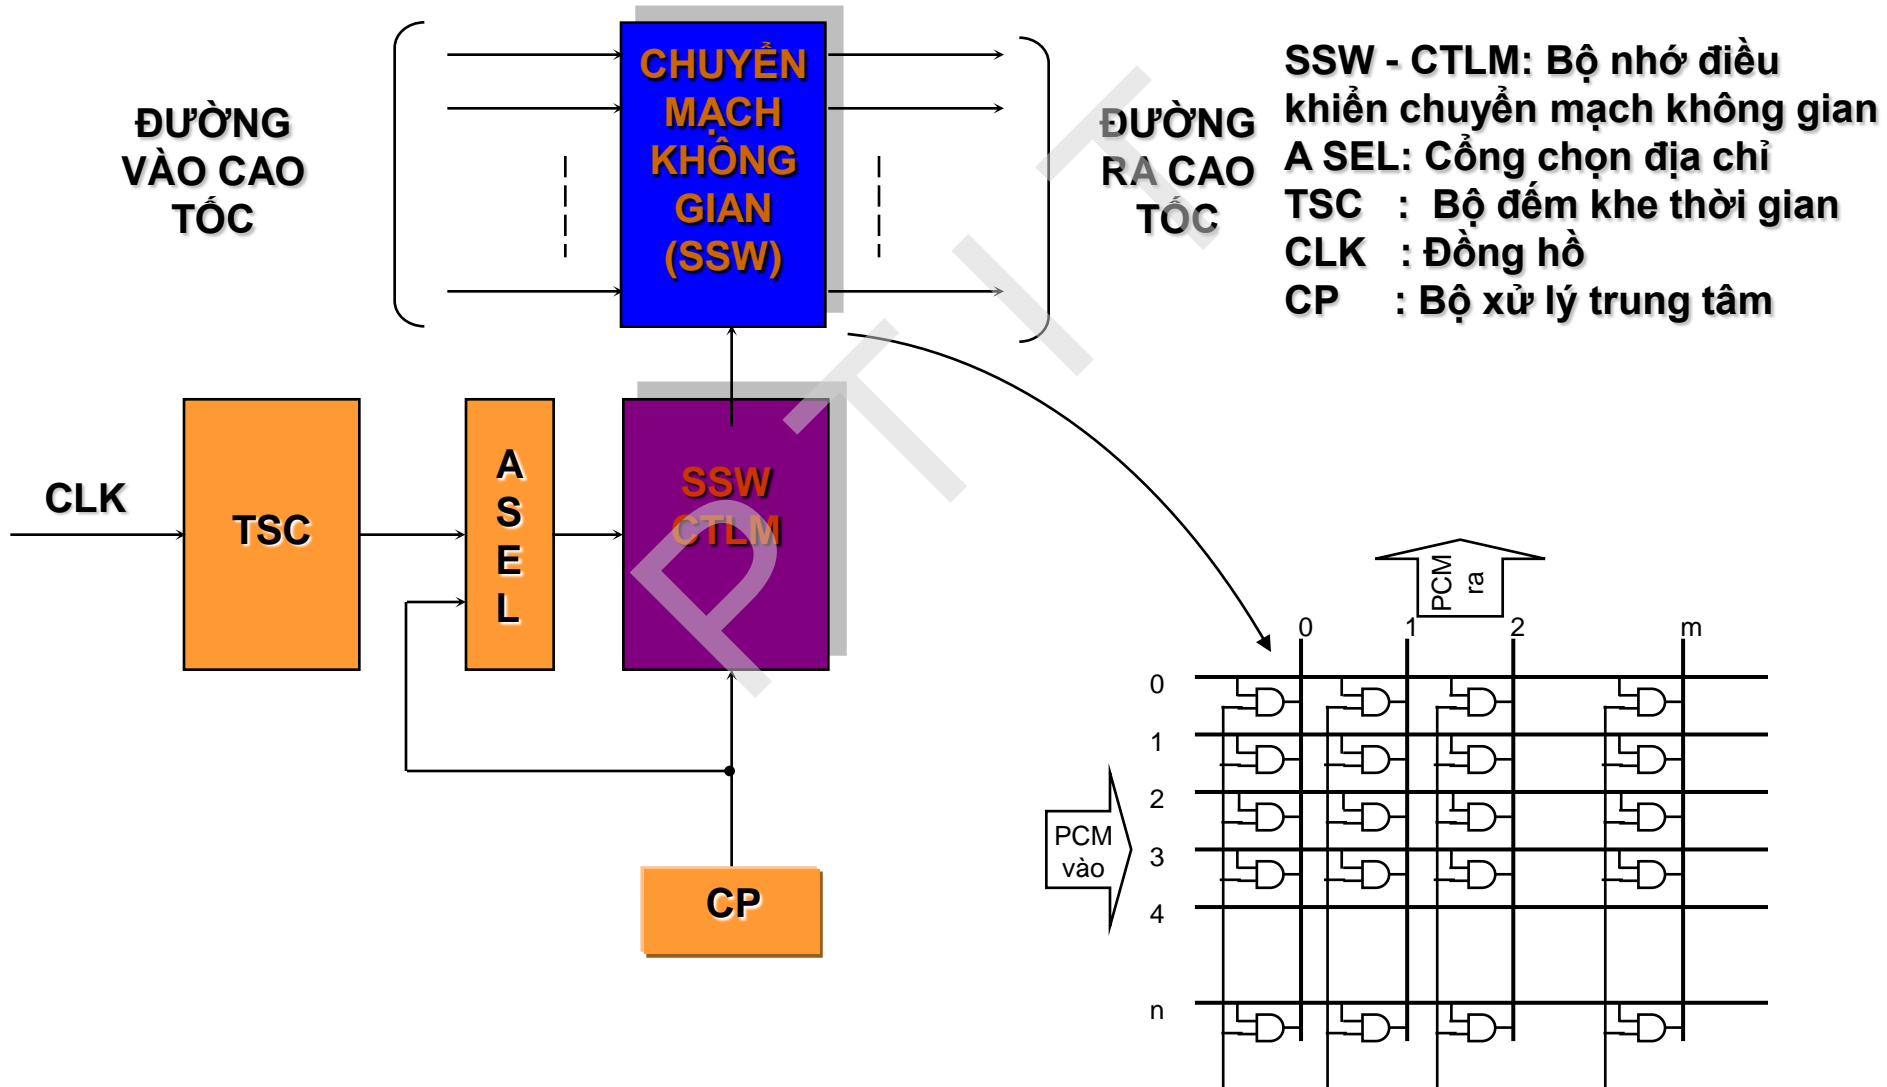 ĐƯỜNG
VÀO CAO
TỐC
CHUYỂN
MẠCH
KHÔNG
GIAN
(SSW)
ĐƯỜNG
RA CAO
TỐC
SSW - CTLM: Bộ nhớ điều
khiển chuyển mạch không gian
A SEL: Cổng chọn địa chỉ
TSC : Bộ đếm khe thời gian
CLK : Đồng hồ
CP : Bộ xử lý trung tâm
CLK
TSC
A
S
E
L
SSW
CTLM
CP
PTIT
PCM
ra
0 1 2 m
0
1
2
3
4
n
PCM
vào